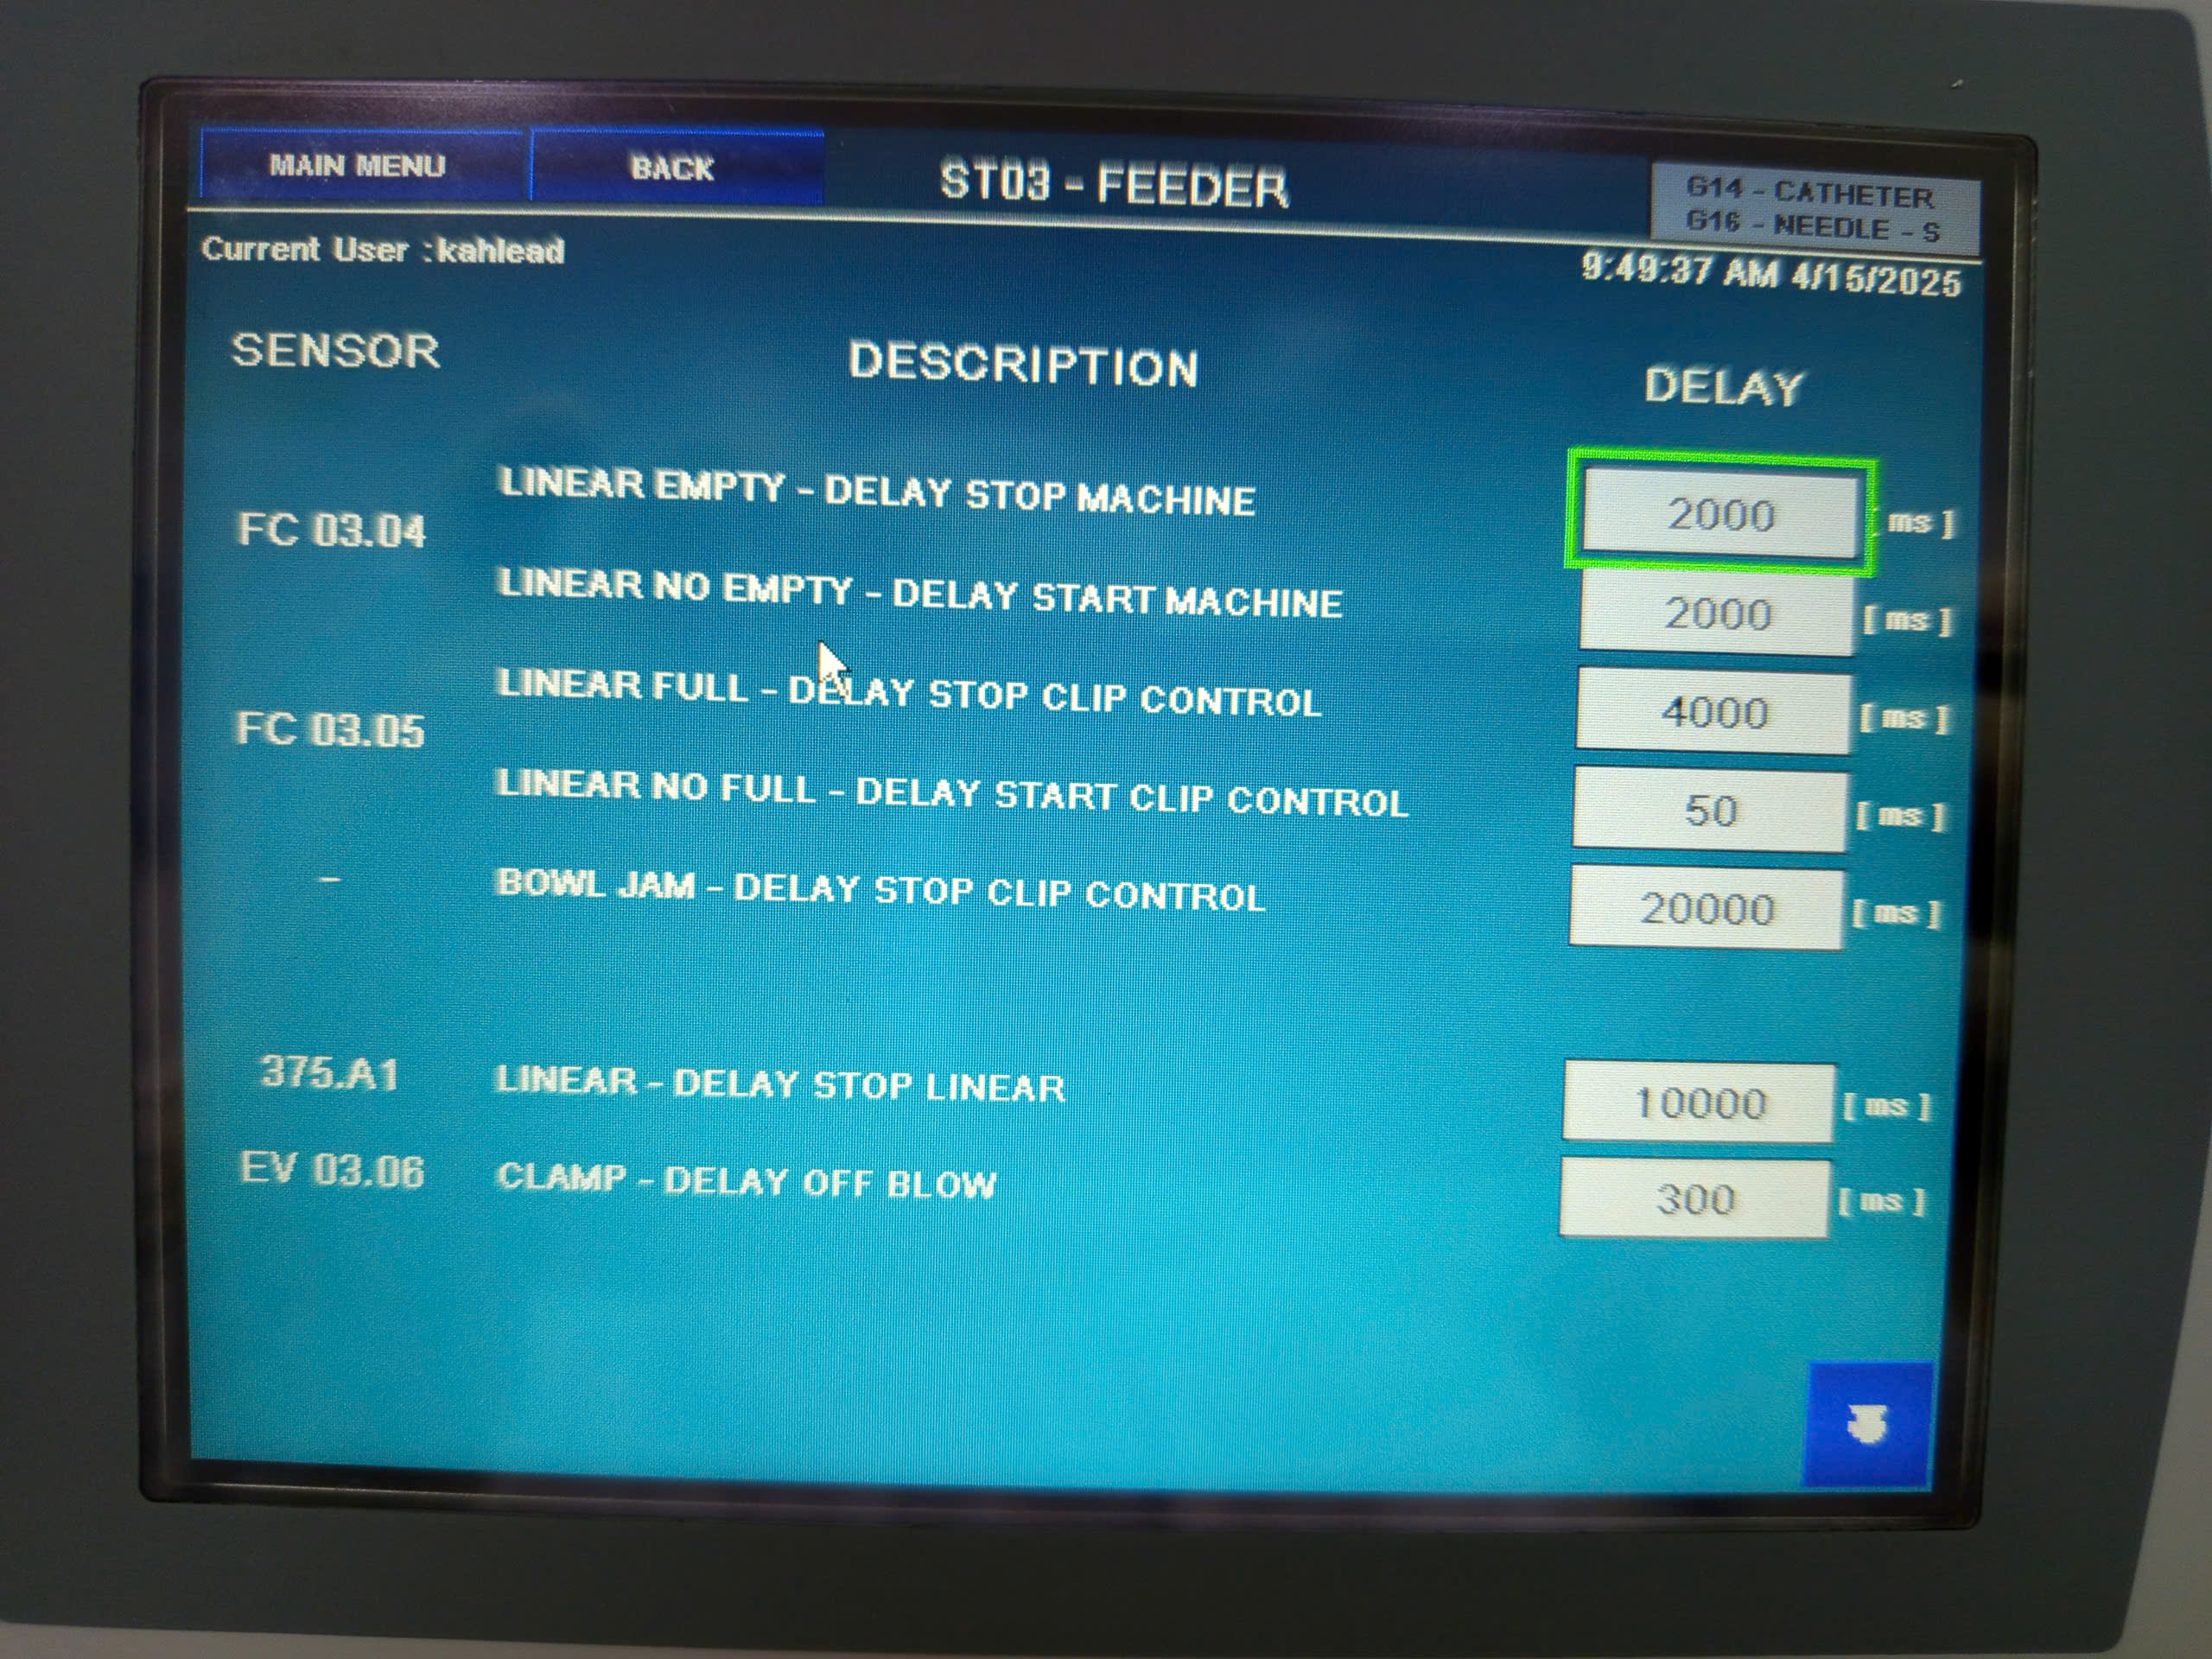 MAIN MENU BACK ST03 - FEEDER G14 - CATHETER
G16 - NEEDLE - S
Current User :kahlead 9:49:37 AM 4/15/2025
SENSOR DESCRIPTION DELAY
LINEAR EMPTY - DELAY STOP MACHINE 2000 ms ]
FC 03.04
LINEAR NO EMPTY - DELAY START MACHINE 2000 [ ms ]
LINEAR FULL - DELAY STOP CLIP CONTROL 4000 [ ms ]
FC 03.05
LINEAR NO FULL - DELAY START CLIP CONTROL 50 [ ms ]
- BOWL JAM - DELAY STOP CLIP CONTROL 20000 [ ms ]
375.A1 LINEAR - DELAY STOP LINEAR 10000 [ ms ]
EV 03.06 CLAMP - DELAY OFF BLOW 300 [ ms ]